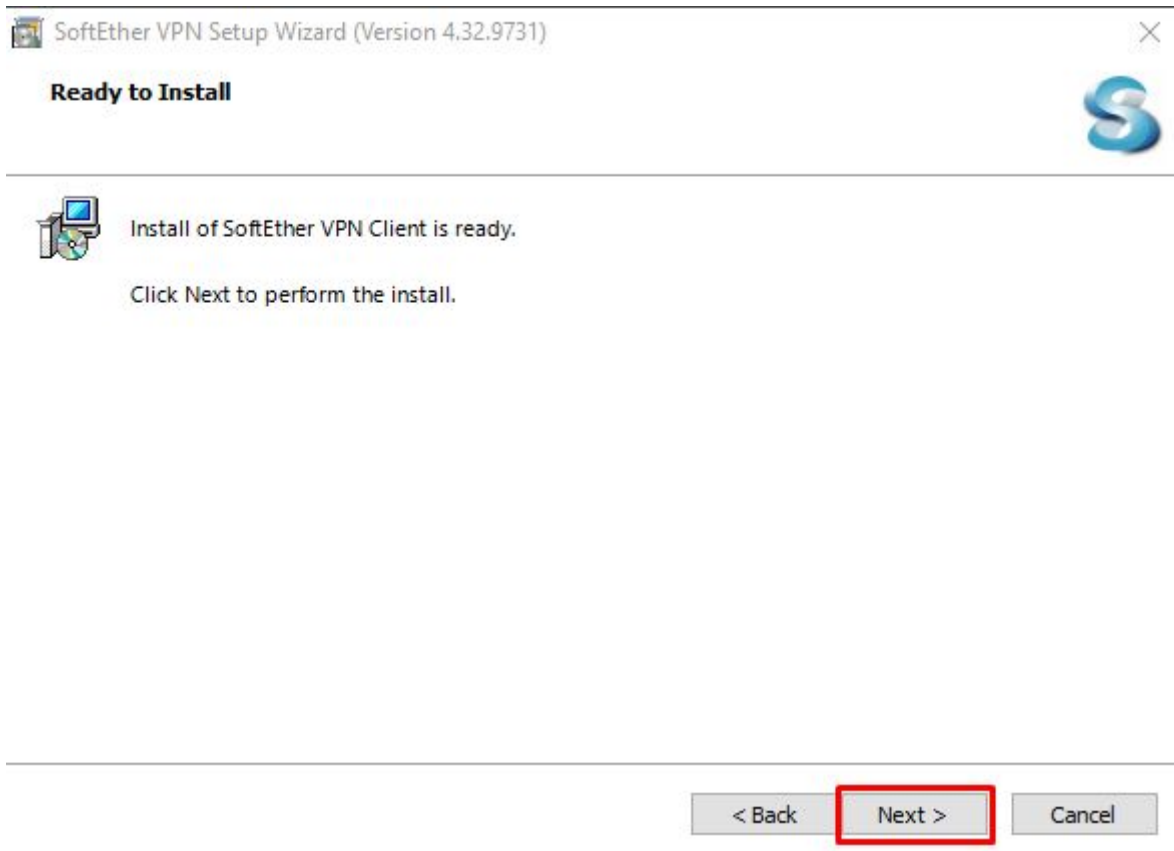 SoftEther VPN Setup Wizard (Version 4.32.9731)
Ready to Install
Install of SoftEther VPN Client is ready.
Click Next to perform the install.
< Back
Next >
Cancel